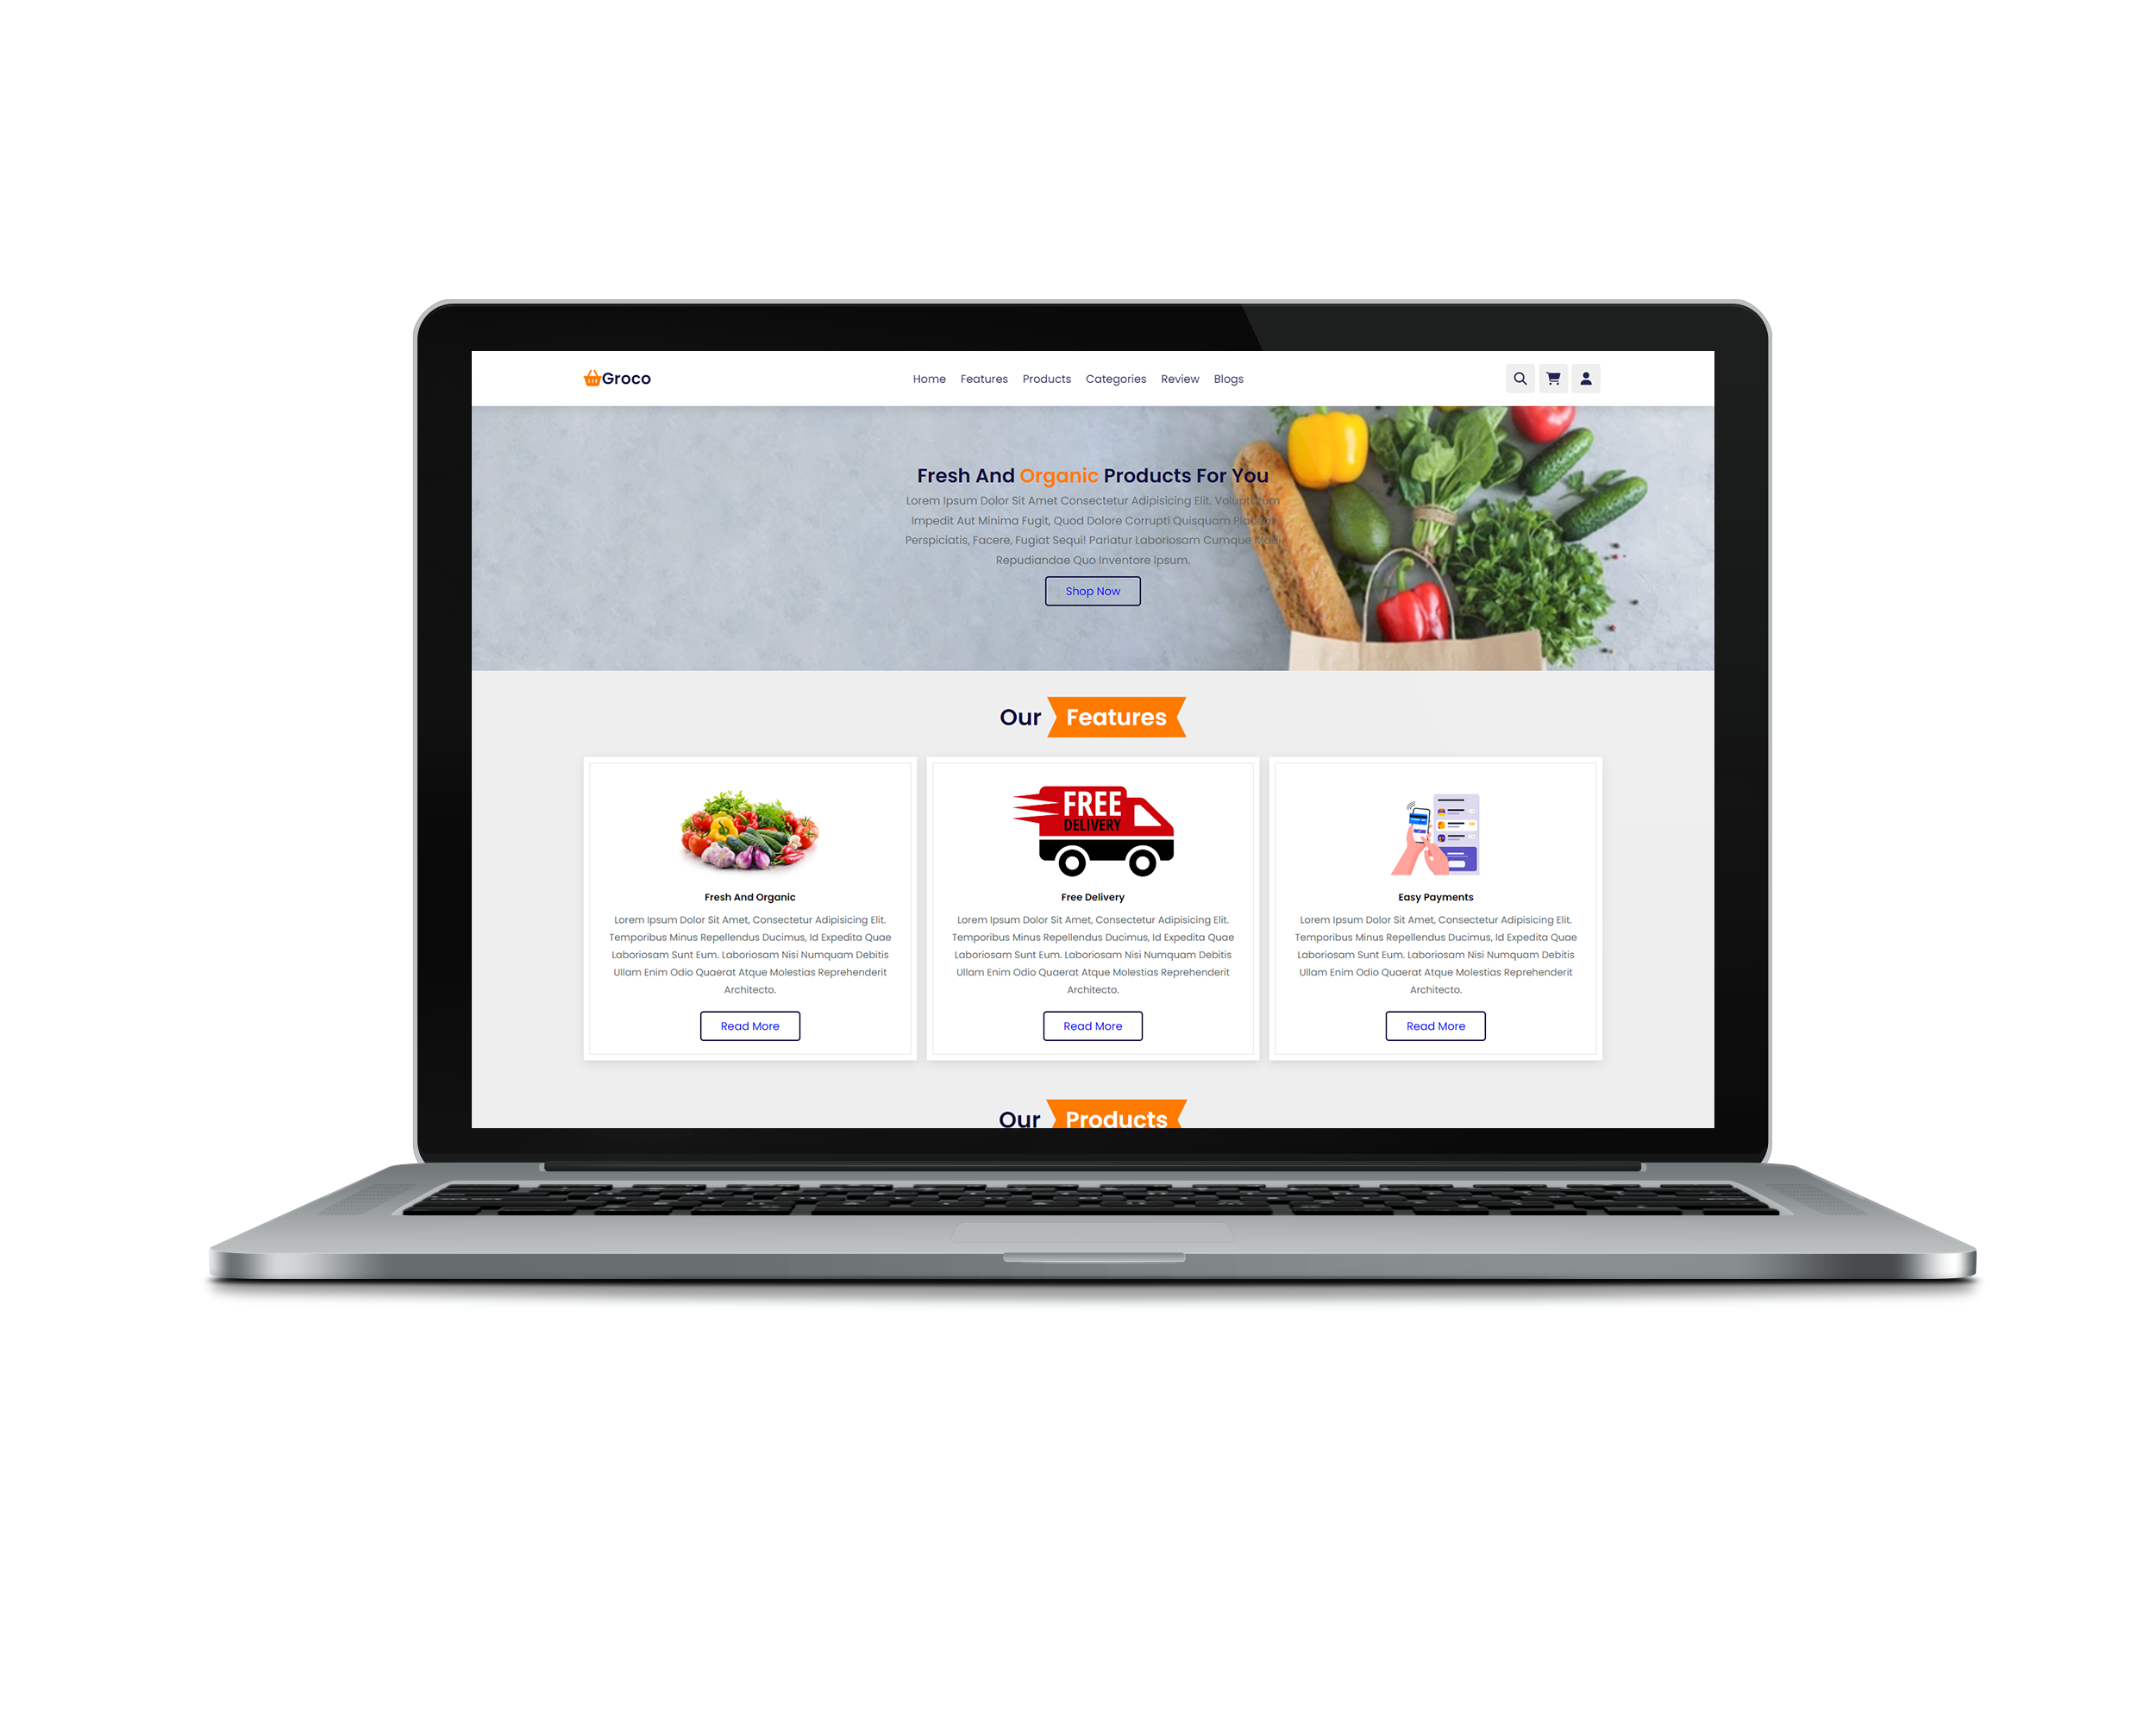 Groco
Home Features Products Categories Review Blogs
Fresh And Organic Products For You
Lorem Ipsum Dolor Sit Amet Consectetur Adipisicing Elit. Voluptatum
Impedit Aut Minima Fugit, Quod Dolore Corrupti Quisquam Placeat
Perspiciatis, Facere, Fugiat Sequi! Pariatur Laboriosam Cumque Modi
Repudiandae Quo Inventore Ipsum.
Shop Now
Our Features
Fresh And Organic
Lorem Ipsum Dolor Sit Amet, Consectetur Adipisicing Elit.
Temporibus Minus Repellendus Ducimus, Id Expedita Quae
Laboriosam Sunt Eum. Laboriosam Nisi Numquam Debitis
Ullam Enim Odio Quaerat Atque Molestias Reprehenderit
Architecto.
Read More
FREE
DELIVERY
Free Delivery
Lorem Ipsum Dolor Sit Amet, Consectetur Adipisicing Elit.
Temporibus Minus Repellendus Ducimus, Id Expedita Quae
Laboriosam Sunt Eum. Laboriosam Nisi Numquam Debitis
Ullam Enim Odio Quaerat Atque Molestias Reprehenderit
Architecto.
Read More
Easy Payments
Lorem Ipsum Dolor Sit Amet, Consectetur Adipisicing Elit.
Temporibus Minus Repellendus Ducimus, Id Expedita Quae
Laboriosam Sunt Eum. Laboriosam Nisi Numquam Debitis
Ullam Enim Odio Quaerat Atque Molestias Reprehenderit
Architecto.
Read More
Our Products